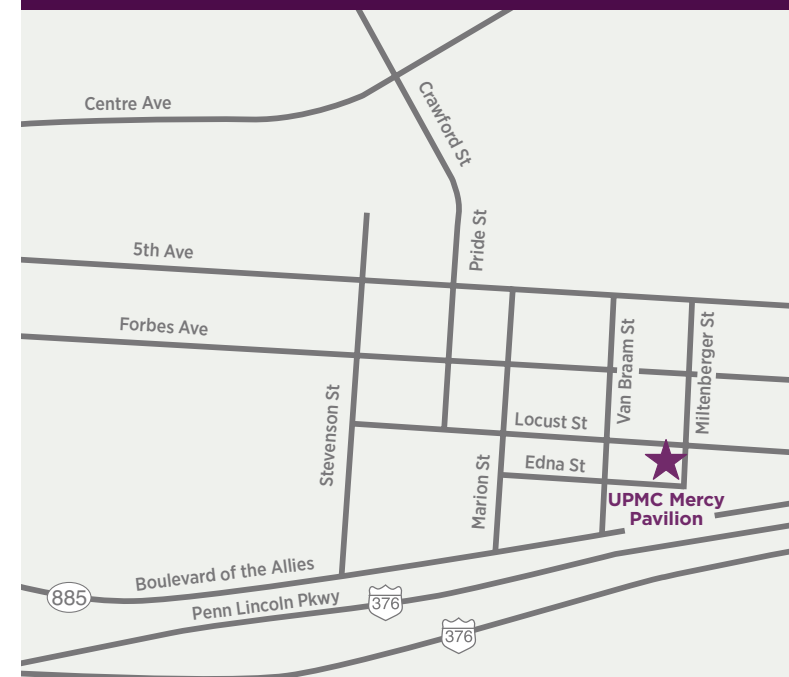 Centre Ave
Crawford St
Pride St
5th Ave
Forbes Ave
Van Braam St
Miltenberger St
Stevenson St
Locust St
Marion St
Edna St
UPMC Mercy
Pavilion
Boulevard of the Allies
885
Penn Lincoln Pkwy
376
376